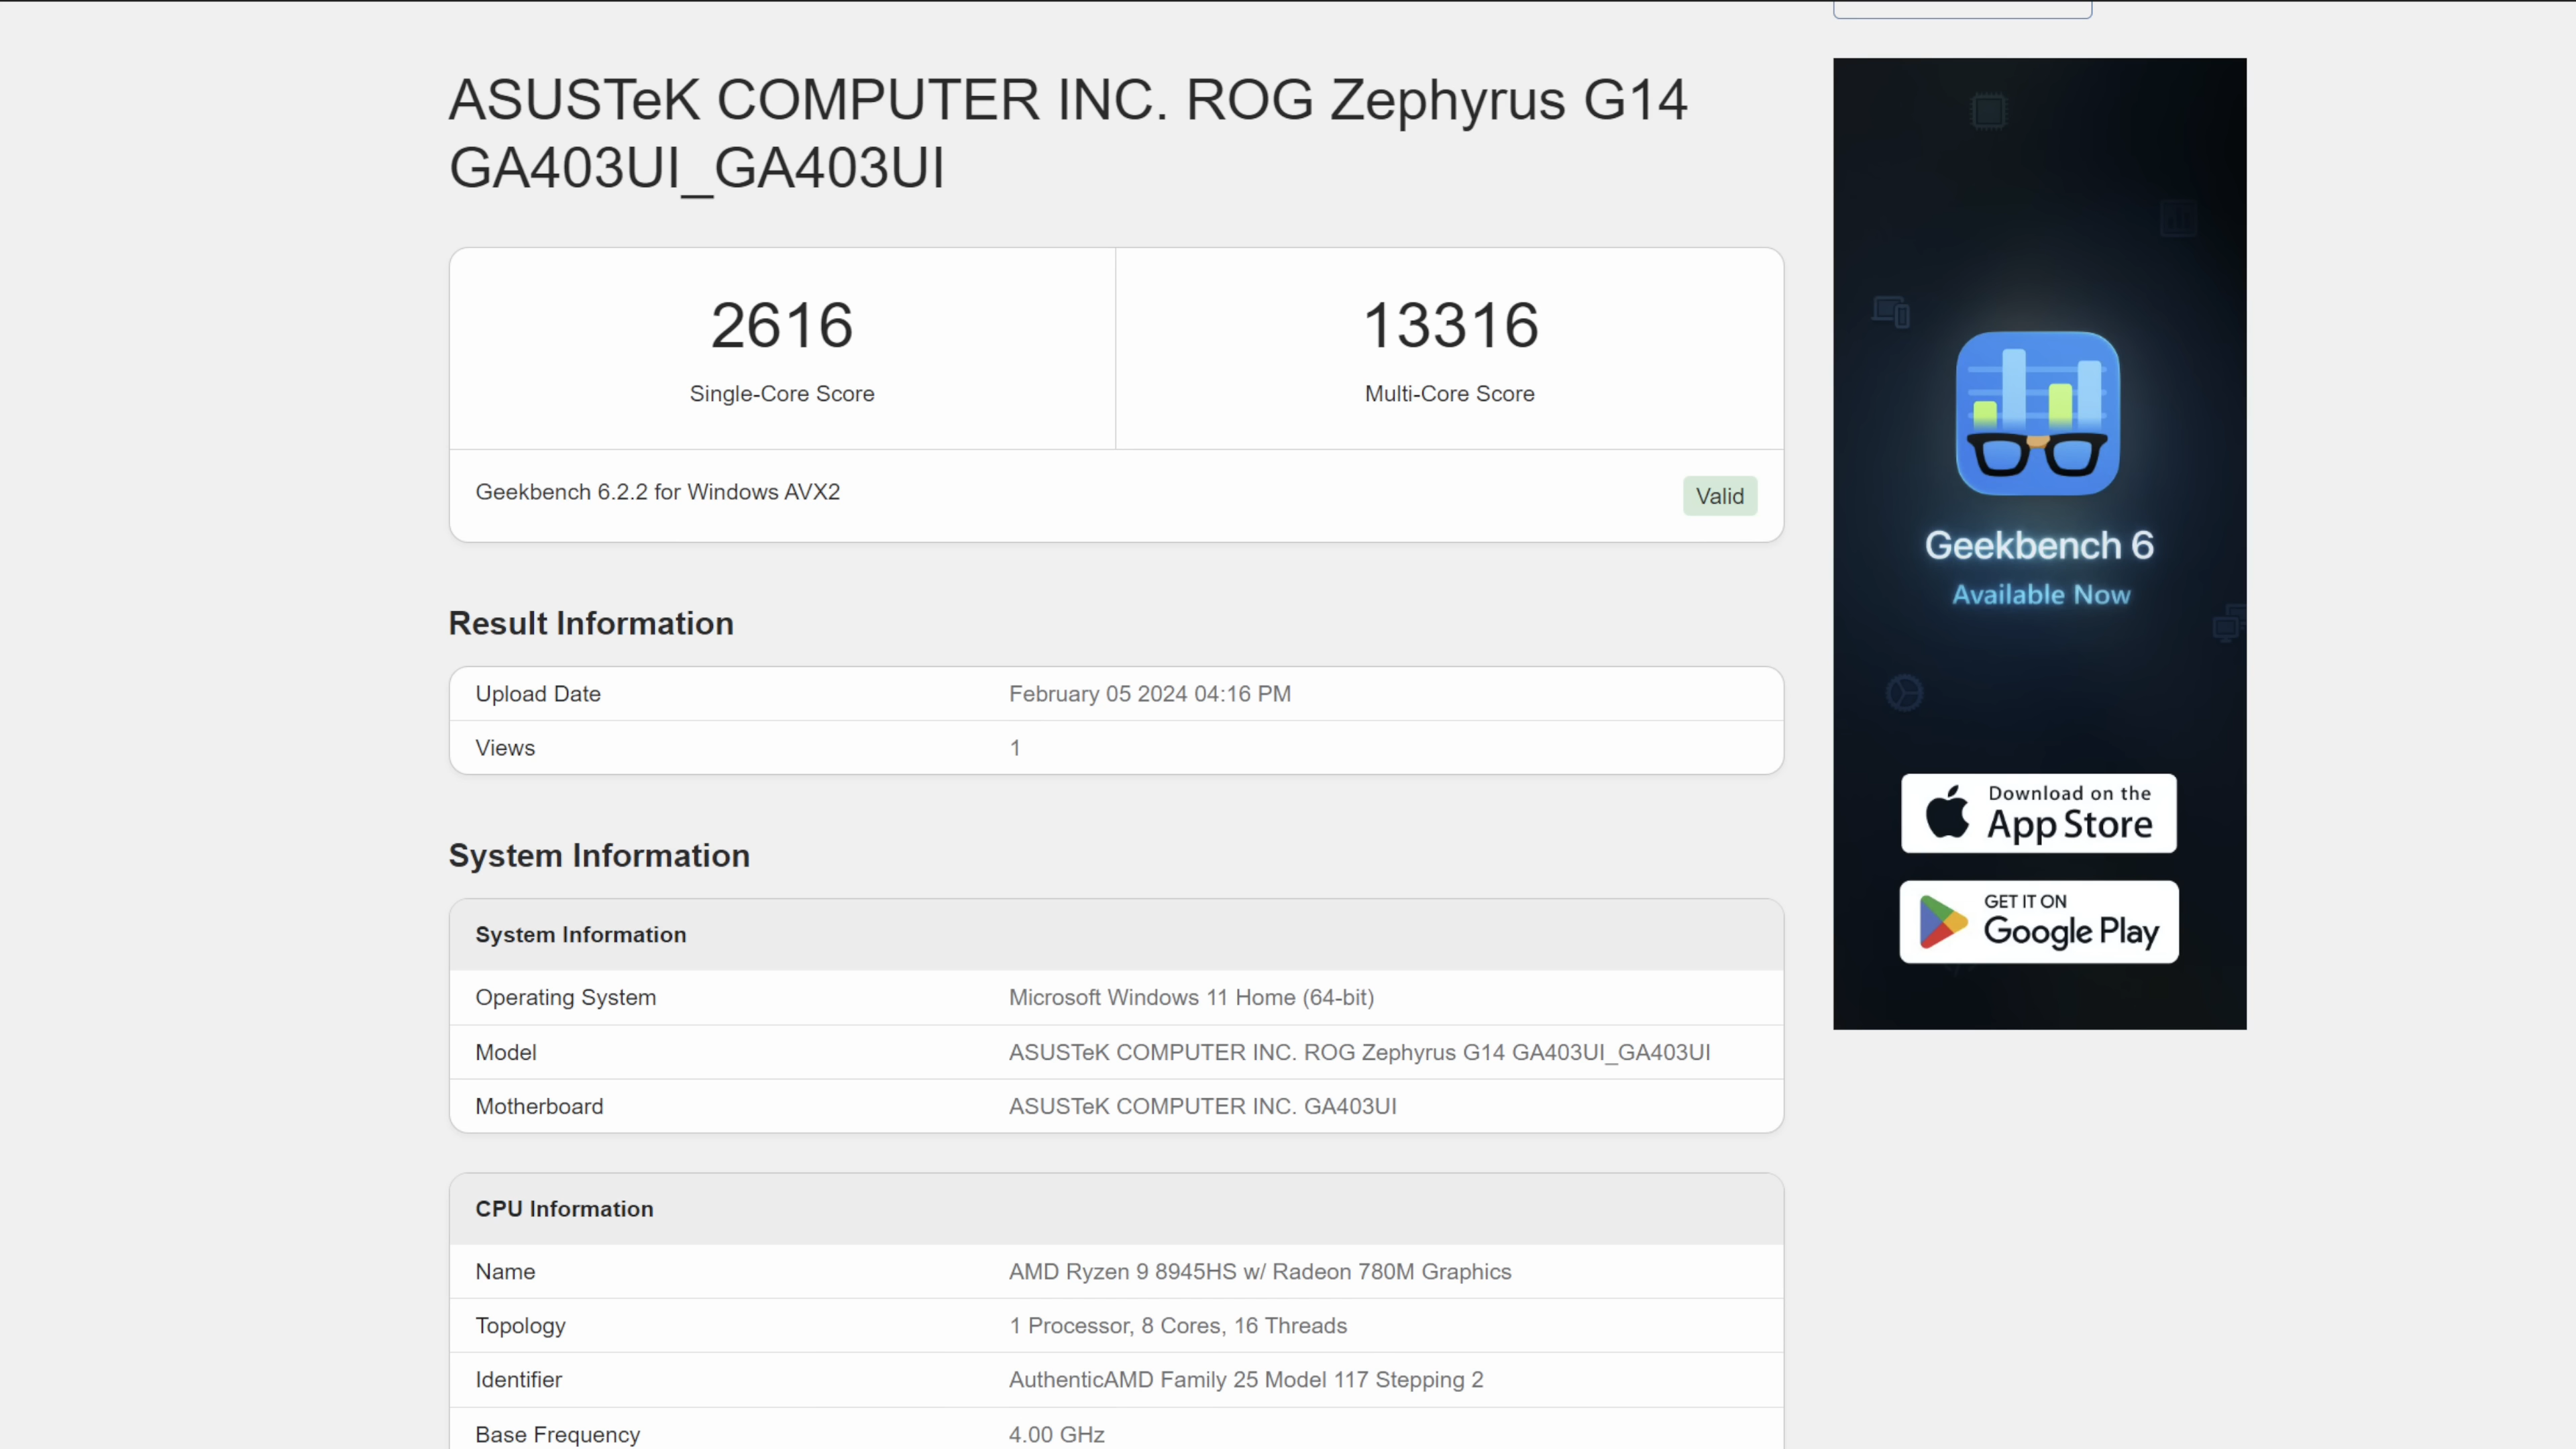 ASUSTeK COMPUTER INC. ROG Zephyrus G14
GA403UI_GA403UI
2616
Single-Core Score
13316
Multi-Core Score
Geekbench 6.2.2 for Windows AVX2
Valid
Result Information
Upload Date February 05 2024 04:16 PM
Views 1
System Information
System Information
Operating System Microsoft Windows 11 Home (64-bit)
Model ASUSTeK COMPUTER INC. ROG Zephyrus G14 GA403UI_GA403UI
Motherboard ASUSTeK COMPUTER INC. GA403UI
CPU Information
Name AMD Ryzen 9 8945HS w/ Radeon 780M Graphics
Topology 1 Processor, 8 Cores, 16 Threads
Identifier AuthenticAMD Family 25 Model 117 Stepping 2
Base Frequency 4.00 GHz
Geekbench 6
Available Now
Download on the
App Store
GET IT ON
Google Play